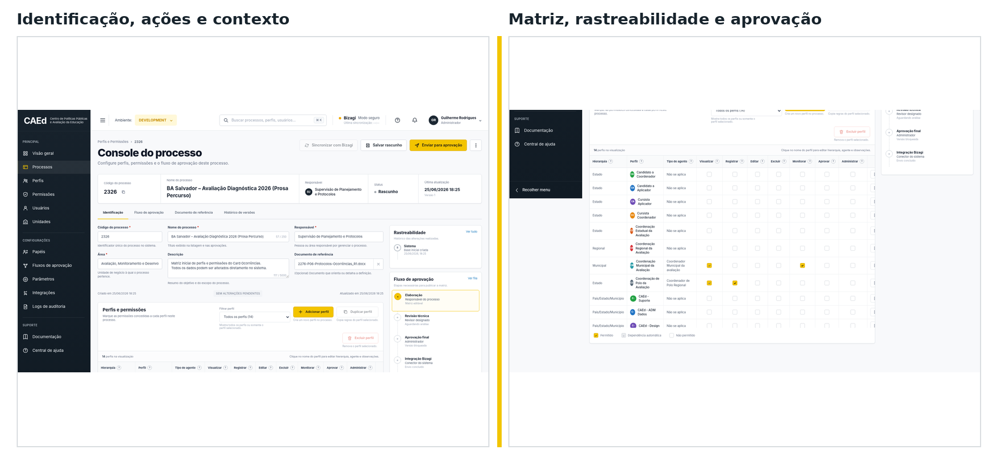 Identificação, ações e contexto
CAEd Centro de Políticas Públicas
e Avaliação da Educação
Ambiente: DEVELOPMENT
Buscar processos, perfis, usuários... ⌘ K
Bizagi Modo seguro
Última sincronização: --:--
GR Guilherme Rodrigues
Administrador
PRINCIPAL
Visão geral
Processos
Perfis
Permissões
Usuários
Unidades
CONFIGURAÇÕES
Papéis
Fluxos de aprovação
Parâmetros
Integrações
Logs de auditoria
SUPORTE
Documentação
Central de ajuda
Perfis e Permissões › 2326
Console do processo
Configure perfis, permissões e o fluxo de aprovação deste processo.
Sincronizar com Bizagi
Salvar rascunho
Enviar para aprovação
Código do processo
2326
Nome do processo
BA Salvador – Avaliação Diagnóstica 2026 (Prosa
Percurso)
Responsável
SU Supervisão de Planejamento
e Protocolos
Status
Rascunho
Última atualização
25/06/2026 18:25
Versão 1
Identificação Fluxo de aprovação Documento de referência Histórico de versões
Código do processo *
2326
Identificador único do processo no sistema.
Nome do processo *
BA Salvador – Avaliação Diagnóstica 2026 (Prosa Percurso) 57 / 250
Título exibido na listagem e nas aprovações.
Responsável *
Supervisão de Planejamento e Protocolos
Pessoa ou área responsável por gerenciar o processo.
Área *
Avaliação, Monitoramento e Desenvo
Unidade de negócio à qual o processo
pertence.
Descrição
Matriz inicial de perfis e permissões do Card Ocorrências.
Todos os dados podem ser alterados diretamente no sistema.
117 / 5000
Resumo do objetivo e do escopo do processo.
Documento de referência
2276-P06-Protocolos-Ocorrências_R1.docx
(Opcional) Documento que orienta ou detalha a definição.
Criado em 25/06/2026 18:25 SEM ALTERAÇÕES PENDENTES Atualizado em 25/06/2026 18:25
Perfis e permissões
Marque as permissões concedidas a cada perfil neste
processo.
Filtrar perfil
Todos os perfis (14)
Mostra todos os perfis ou somente o
perfil selecionado.
Adicionar perfil
Crie um novo perfil no processo.
Duplicar perfil
Copie regras do perfil selecionado.
Excluir perfil
Remove o perfil selecionado.
14 perfis na visualização Clique no nome do perfil para editar hierarquia, agente e observações.
Hierarquia ? Perfil ? Tipo de agente ? Visualizar ? Registrar ? Editar ? Excluir ? Monitorar ? Aprovar ? Administrar ?
Rastreabilidade Ver tudo
Histórico das alterações realizadas.
S Sistema
Base inicial criada
25/06/2026, 18:25
Fluxo de aprovação Ver fila
Etapas necessárias para publicar a matriz.
Elaboração
Responsável do processo
Matriz editável
Revisão técnica
Revisor designado
Aguardando análise
Aprovação final
Administrador
Versão bloqueada
Integração Bizagi
Conector do sistema
Envio concluído
Matriz, rastreabilidade e aprovação
SUPORTE
Documentação
Central de ajuda
Recolher menu
processo.
Todos os perfis (14)
Mostra todos os perfis ou somente o
perfil selecionado.
Crie um novo perfil no processo.
Copie regras do perfil selecionado.
Excluir perfil
Remove o perfil selecionado.
14 perfis na visualização Clique no nome do perfil para editar hierarquia, agente e observações.
Hierarquia ? Perfil ? Tipo de agente ? Visualizar ? Registrar ? Editar ? Excluir ? Monitorar ? Aprovar ? Administrar ?
Estado CA Candidato a
Coordenador
Não se aplica
Estado CA Candidato a
Aplicador
Não se aplica
Estado CA Cursista
Aplicador
Não se aplica
Estado CC Cursista
Coordenador
Não se aplica
Estado Coordenação
Estadual da
Avaliação
Não se aplica
Regional Coordenação
Regional da
Avaliação
Não se aplica
Municipal Coordenação
Municipal da
Avaliação
Coordenador
Municipal da
avaliação
Estado Coordenação de
Polo da
Avaliação
Coordenador de
Polo Regional
País/Estado/Município C- CAEd -
Suporte
Não se aplica
País/Estado/Município C- CAEd - ADM
Dados
Não se aplica
País/Estado/Município C- CAEd - Design Não se aplica
Permitido Dependência automática Não permitido
Revisor designado
Aguardando análise
Aprovação final
Administrador
Versão bloqueada
Integração Bizagi
Conector do sistema
Envio concluído